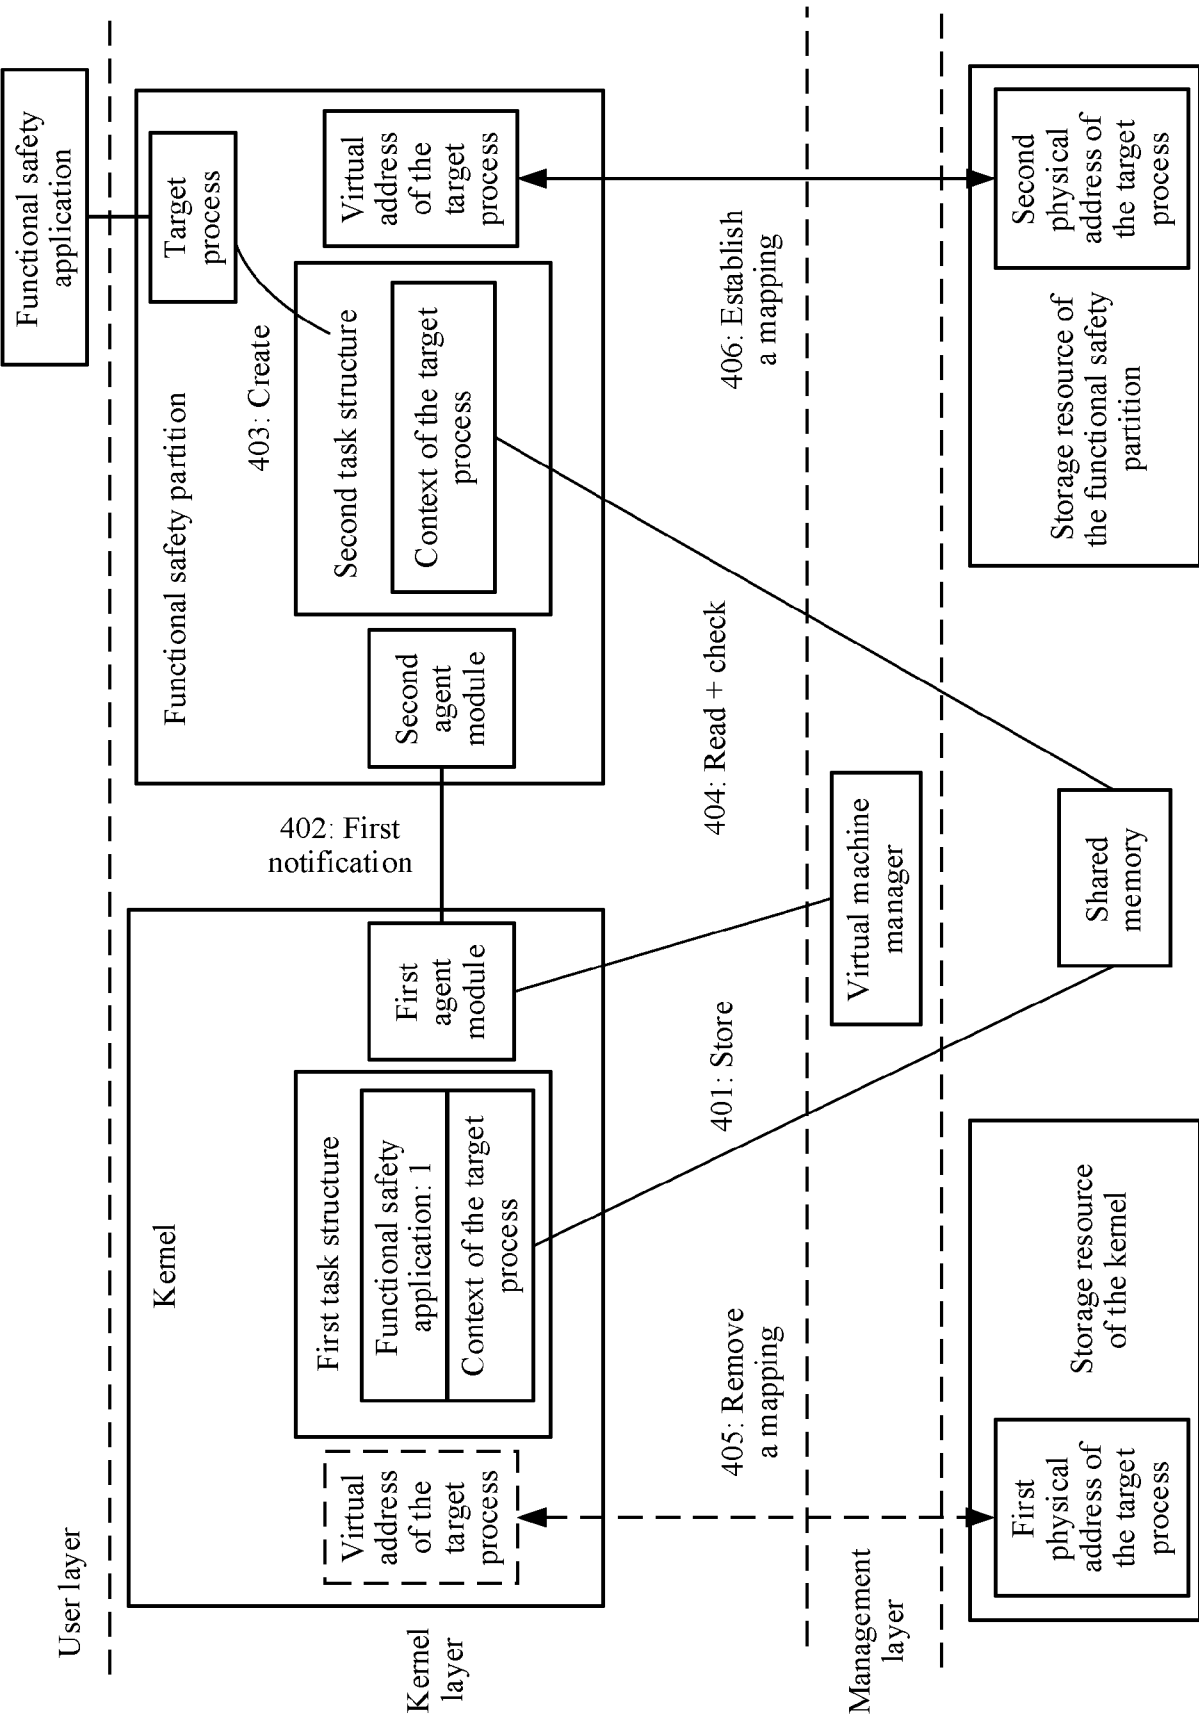 User layer
Functional safety
application
Kernel
layer
Kernel
Virtual
address
of the
target
process
First task structure
Functional safety
application: 1
Context of the target
process
First
agent
module
402: First
notification
Functional safety partition
Target
process
403: Create
Second
agent
module
Second task structure
Context of the target
process
Virtual
address
of the
target
process
405: Remove
a mapping
401: Store
404: Read + check
406: Establish
a mapping
Management
layer
Virtual machine
manager
First
physical
address of
the target
process
Storage resource
of the kernel
Shared
memory
Storage resource of
the functional safety
partition
Second
physical
address of
the target
process